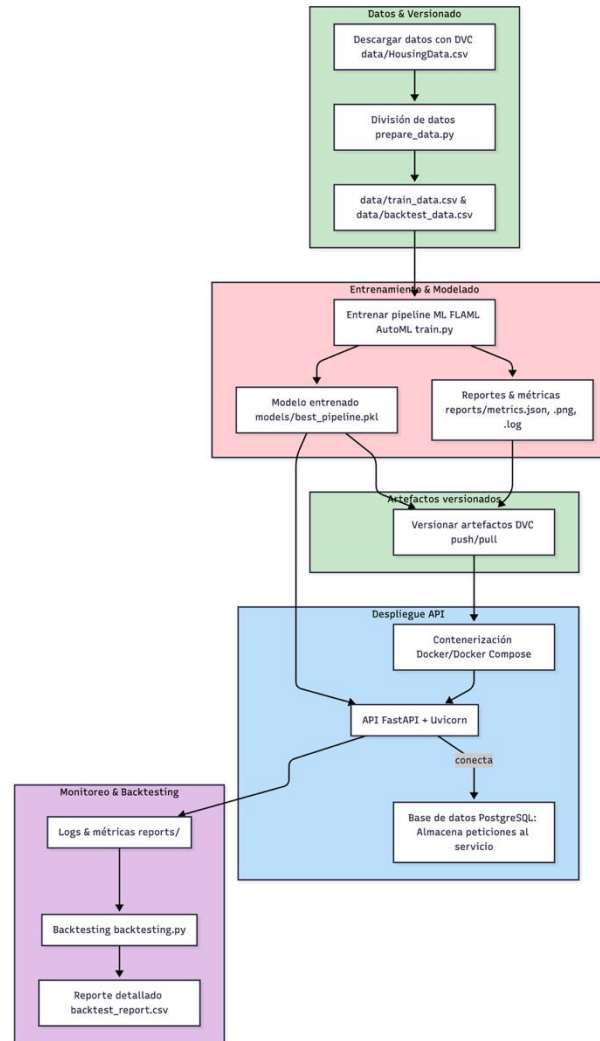 Datos & Versionado
Descargar datos con DVC
data/HousingData.csv
División de datos
prepare_data.py
data/train_data.csv &
data/backtest_data.csv
Entrenamiento & Modelado
Entrenar pipeline ML FLAML
AutoML train.py
Modelo entrenado
models/best_pipeline.pkl
Reportes & métricas
reports/metrics.json, .png,
.log
Artefactos versionados
Versionar artefactos DVC
push/pull
Despliegue API
Contenerización
Docker/Docker Compose
API FastAPI + Uvicorn
conecta
Base de datos PostgreSQL:
Almacena peticiones al
servicio
Monitoreo & Backtesting
Logs & métricas reports/
Backtesting backtesting.py
Reporte detallado
backtest_report.csv